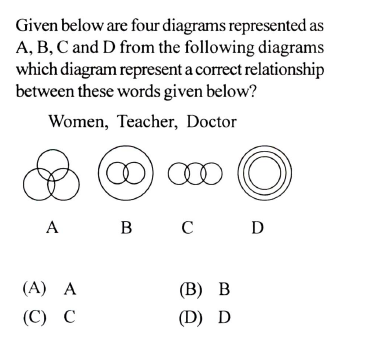 Given below are four diagrams represented as
A, B, C and D from the following diagrams
which diagram represent a correct relationship
between these words given below?
Women, Teacher, Doctor
A B C D
(A) A (B) B
(C) C (D) D